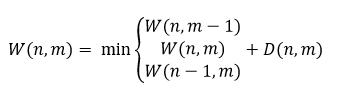 W(n, m − 1)
W(n, m) = min { W(n, m) + D(n, m)
W(n − 1, m)